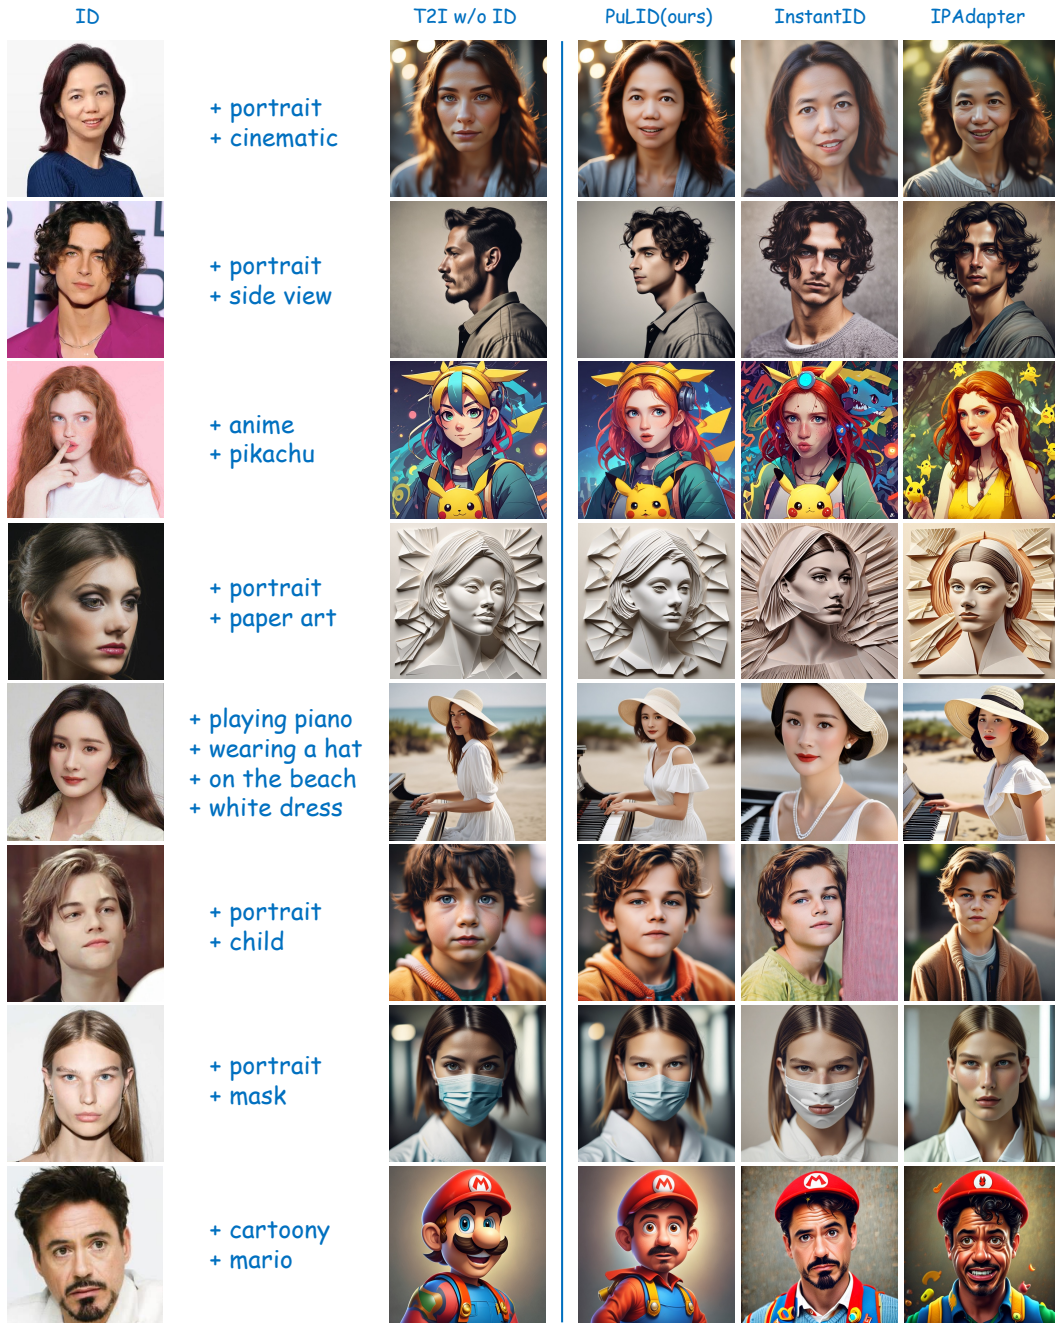 ID
T2I w/o ID
PuLID(ours)
InstantID
IPAdapter
+ portrait
+ cinematic
+ portrait
+ side view
+ anime
+ pikachu
+ portrait
+ paper art
+ playing piano
+ wearing a hat
+ on the beach
+ white dress
+ portrait
+ child
+ portrait
+ mask
+ cartoony
+ mario
M
M